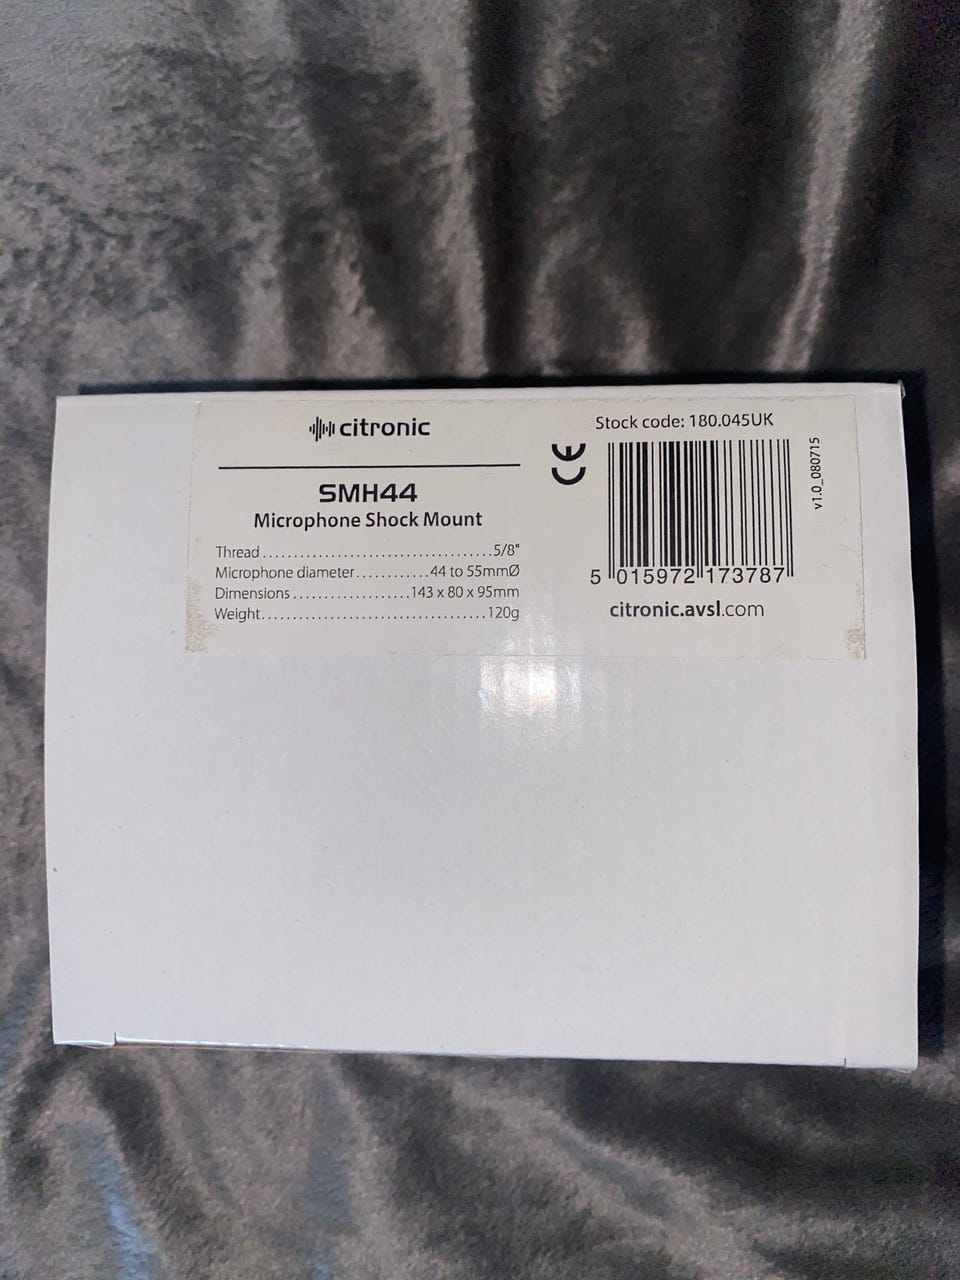 citronic
SMH44
Microphone Shock Mount
Thread..................................5/8"
Microphone diameter............44 to 55mmØ
Dimensions...................143 x 80 x 95mm
Weight..................................120g
Stock code: 180.045UK
CE
v1.0_080715
5 015972 173787
citronic.avsl.com